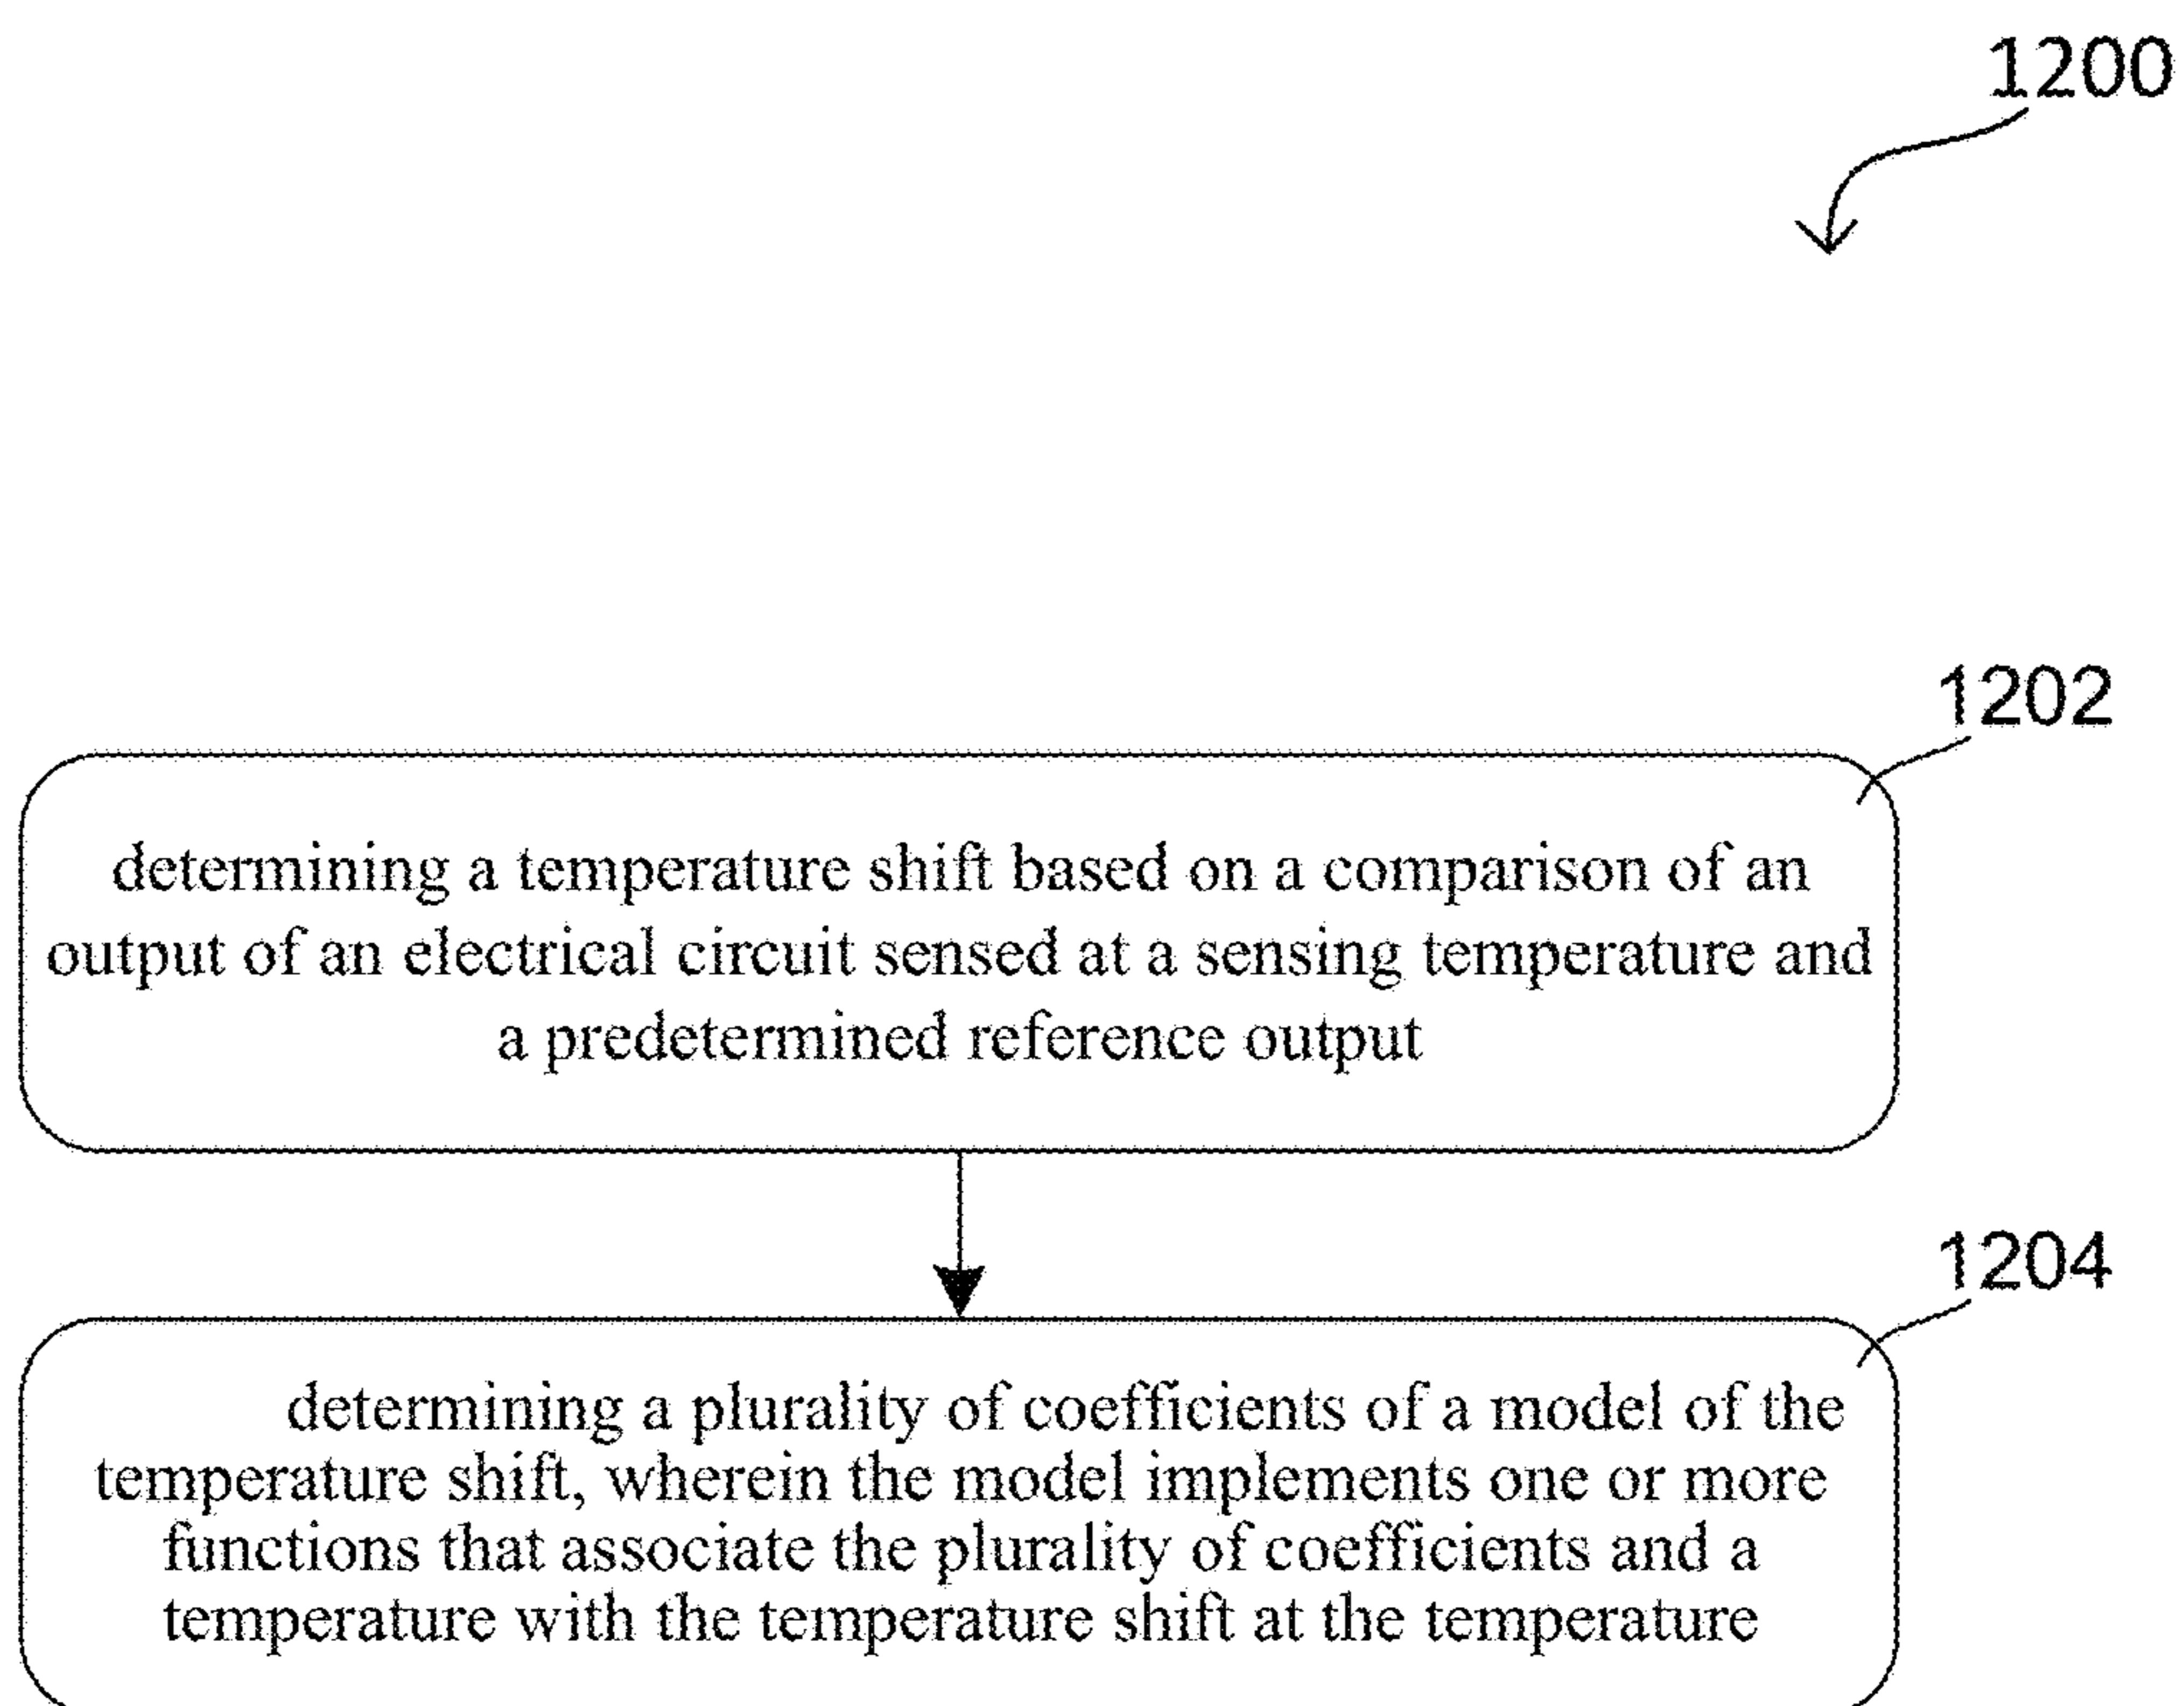 1200
1202
determining a temperature shift based on a comparison of an
output of an electrical circuit sensed at a sensing temperature and
a predetermined reference output
1204
determining a plurality of coefficients of a model of the
temperature shift, wherein the model implements one or more
functions that associate the plurality of coefficients and a
temperature with the temperature shift at the temperature